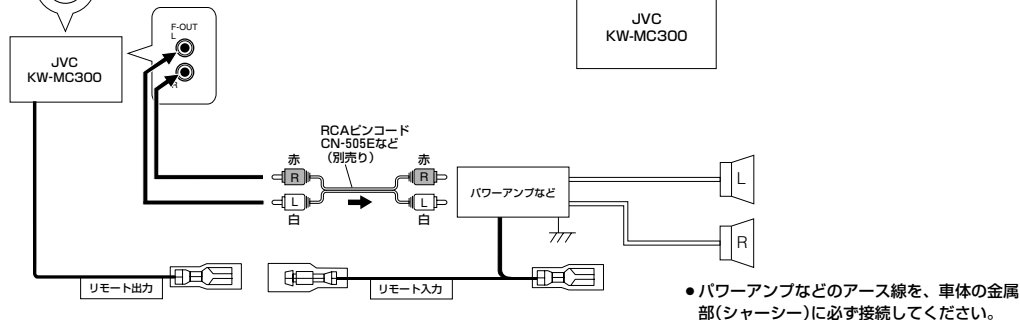 F-OUT
L
R
JVC
KW-MC300
JVC
KW-MC300
RCAピンコード
CN-505Eなど
(別売り)
赤
赤
R
R
L
L
白
白
パワーアンプなど
L
R
リモート出力
リモート入力
●パワーアンプなどのアース線を、車体の金属
部(シャーシー)に必ず接続してください。